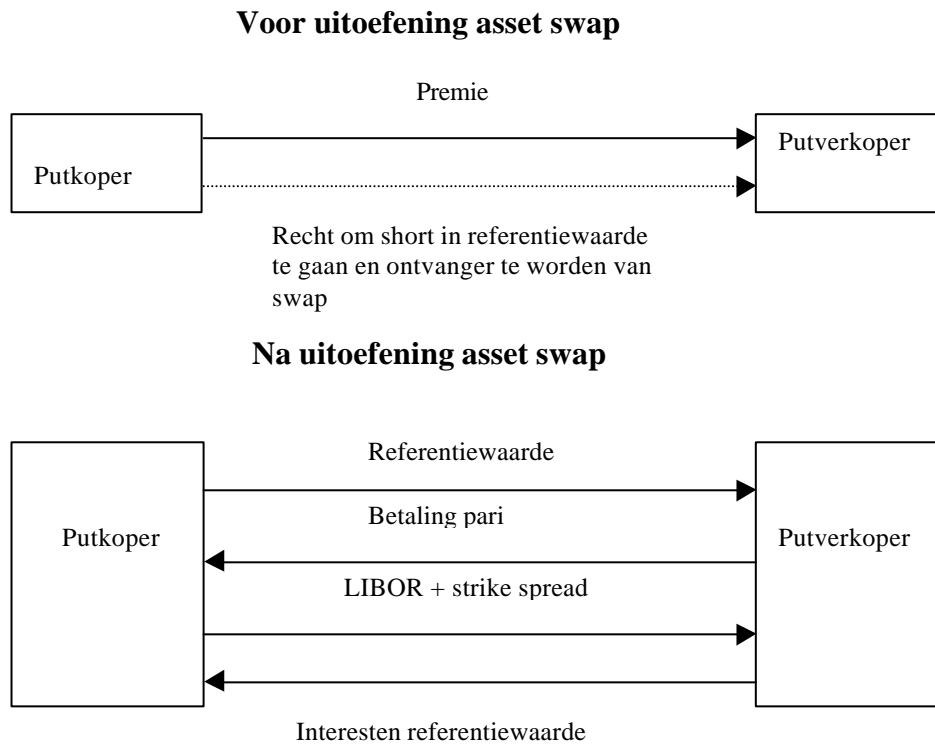 Voor uitoefening asset swap
Premie
Putkoper
Putverkoper
Recht om short in referentiewaarde
te gaan en ontvanger te worden van
swap
Na uitoefening asset swap
Referentiewaarde
Betaling pari
Putkoper
Putverkoper
LIBOR + strike spread
Interesten referentiewaarde